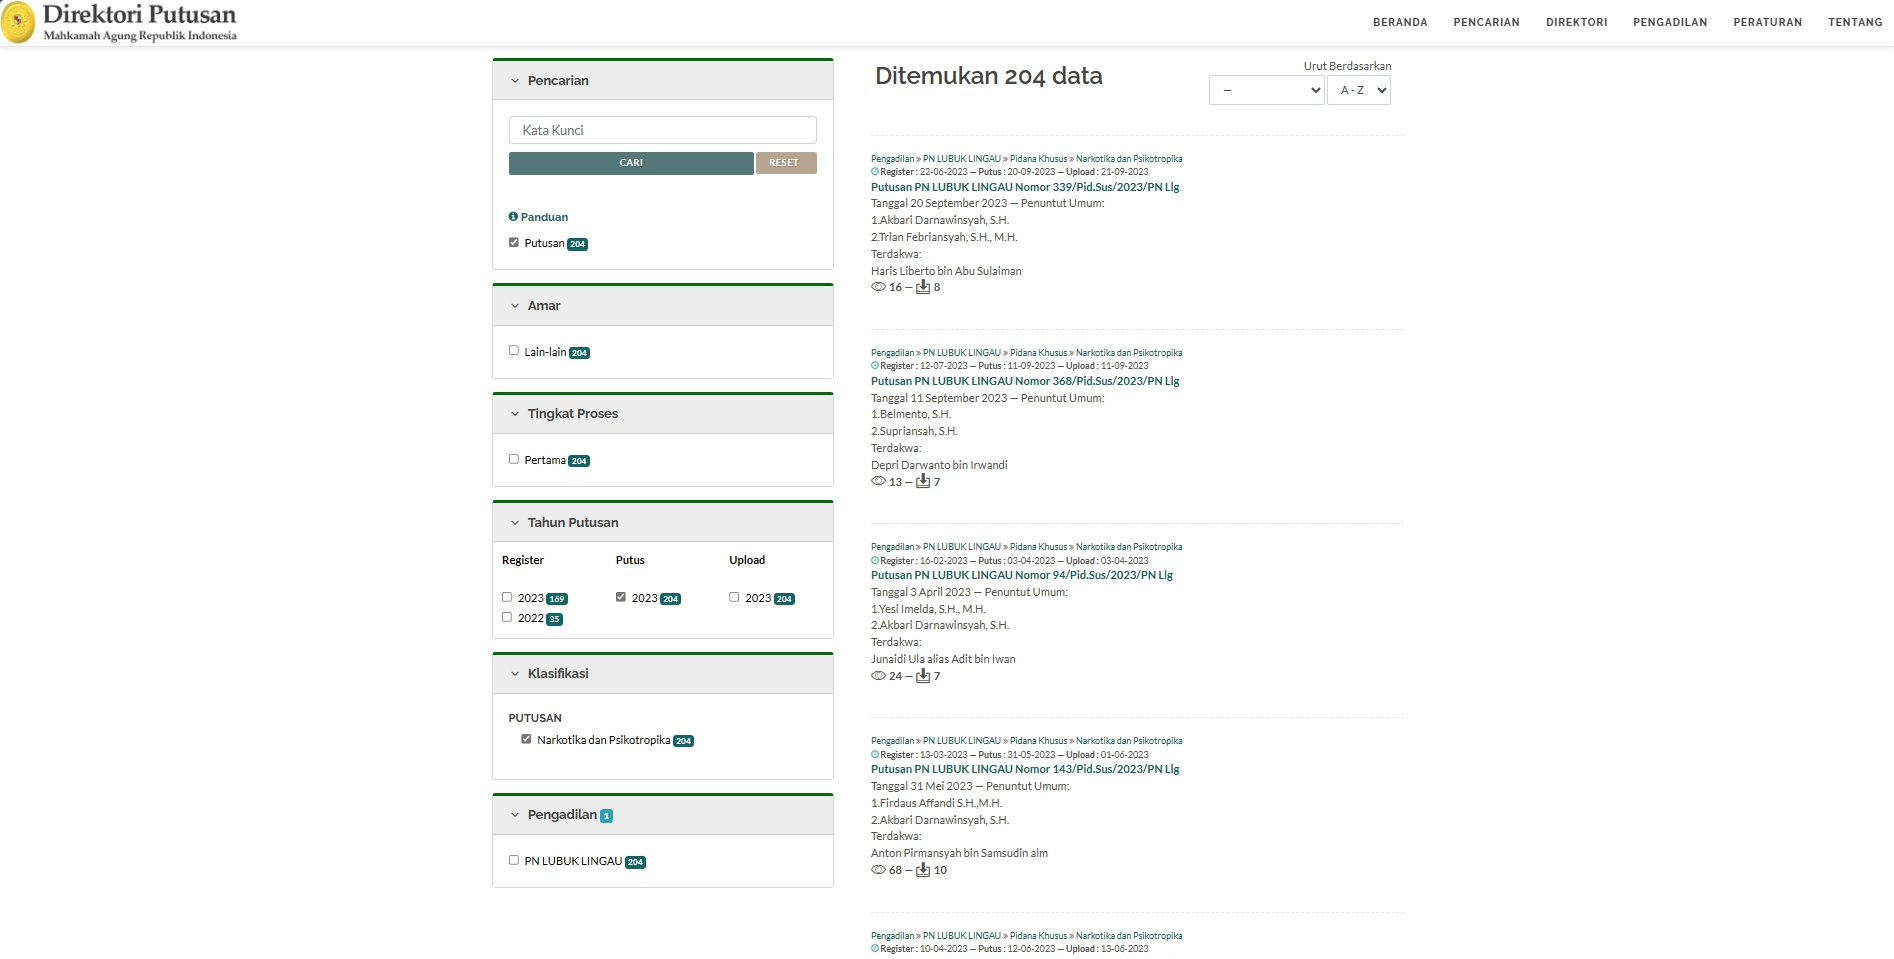 Direktori Putusan
Mahkamah Agung Republik Indonesia
BERANDA PENCARIAN DIREKTORI PENGADILAN PERATURAN TENTANG
Pencarian
Kata Kunci
CARI RESET
Panduan
Putusan 204
Amar
Lain-lain 204
Tingkat Proses
Pertama 204
Tahun Putusan
Register Putus Upload
2023 169 2023 204 2023 204
2022 35
Klasifikasi
PUTUSAN
Narkotika dan Psikotropika 204
Pengadilan 1
PN LUBUK LINGAU 204
Ditemukan 204 data
Urut Berdasarkan
— A - Z
Pengadilan » PN LUBUK LINGAU » Pidana Khusus » Narkotika dan Psikotropika
Register : 22-06-2023 — Putus : 20-09-2023 — Upload : 21-09-2023
Putusan PN LUBUK LINGAU Nomor 339/Pid.Sus/2023/PN Llg
Tanggal 20 September 2023 — Penuntut Umum:
1.Akbari Darnawinsyah, S.H.
2.Trian Febriansyah, S.H., M.H.
Terdakwa:
Haris Liberto bin Abu Sulaiman
16 — 8
Pengadilan » PN LUBUK LINGAU » Pidana Khusus » Narkotika dan Psikotropika
Register : 12-07-2023 — Putus : 11-09-2023 — Upload : 11-09-2023
Putusan PN LUBUK LINGAU Nomor 368/Pid.Sus/2023/PN Llg
Tanggal 11 September 2023 — Penuntut Umum:
1.Belmento, S.H.
2.Supriansah, S.H.
Terdakwa:
Depri Darwanto bin Irwandi
13 — 7
Pengadilan » PN LUBUK LINGAU » Pidana Khusus » Narkotika dan Psikotropika
Register : 16-02-2023 — Putus : 03-04-2023 — Upload : 03-04-2023
Putusan PN LUBUK LINGAU Nomor 94/Pid.Sus/2023/PN Llg
Tanggal 3 April 2023 — Penuntut Umum:
1.Yesi Imelda, S.H., M.H.
2.Akbari Darnawinsyah, S.H.
Terdakwa:
Junaidi Ula alias Adit bin Iwan
24 — 7
Pengadilan » PN LUBUK LINGAU » Pidana Khusus » Narkotika dan Psikotropika
Register : 13-03-2023 — Putus : 31-05-2023 — Upload : 01-06-2023
Putusan PN LUBUK LINGAU Nomor 143/Pid.Sus/2023/PN Llg
Tanggal 31 Mei 2023 — Penuntut Umum:
1.Firdaus Affandi S.H.,M.H.
2.Akbari Darnawinsyah, S.H.
Terdakwa:
Anton Pirmansyah bin Samsudin alm
68 — 10
Pengadilan » PN LUBUK LINGAU » Pidana Khusus » Narkotika dan Psikotropika
Register : 10-04-2023 — Putus : 12-06-2023 — Upload : 13-06-2023